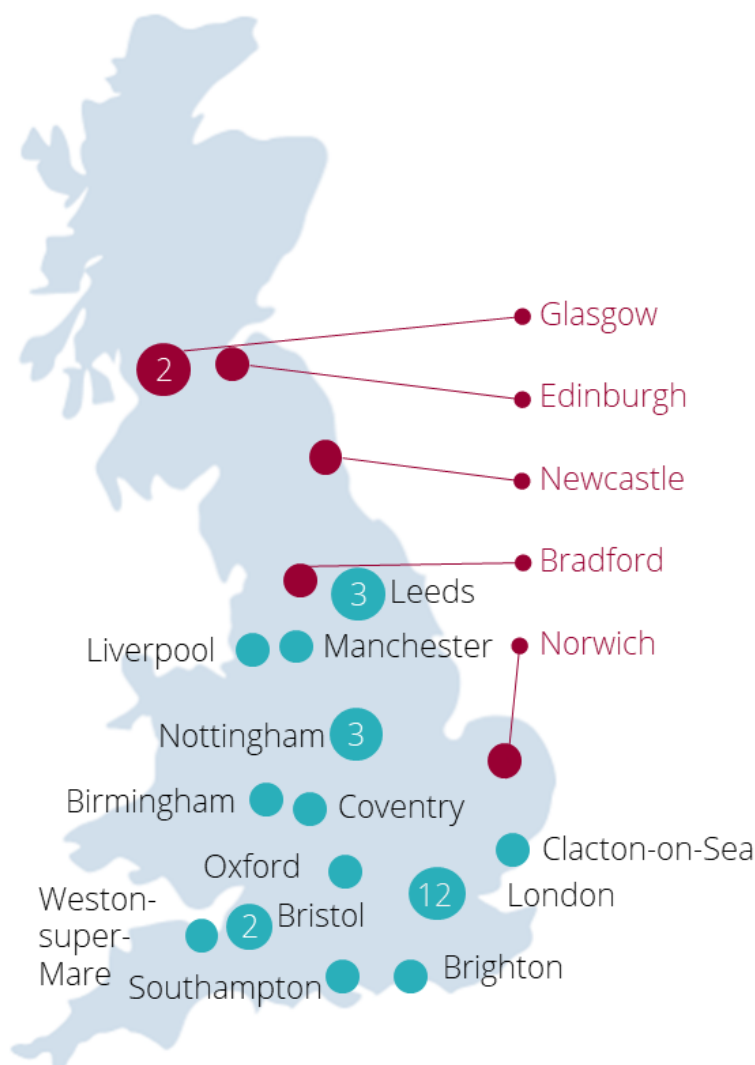 Glasgow
2
Edinburgh
Newcastle
Bradford
3 Leeds
Liverpool
Manchester
Norwich
Nottingham 3
Birmingham
Coventry
Clacton-on-Sea
Oxford
12 London
Weston-
super-
Mare
2 Bristol
Southampton
Brighton